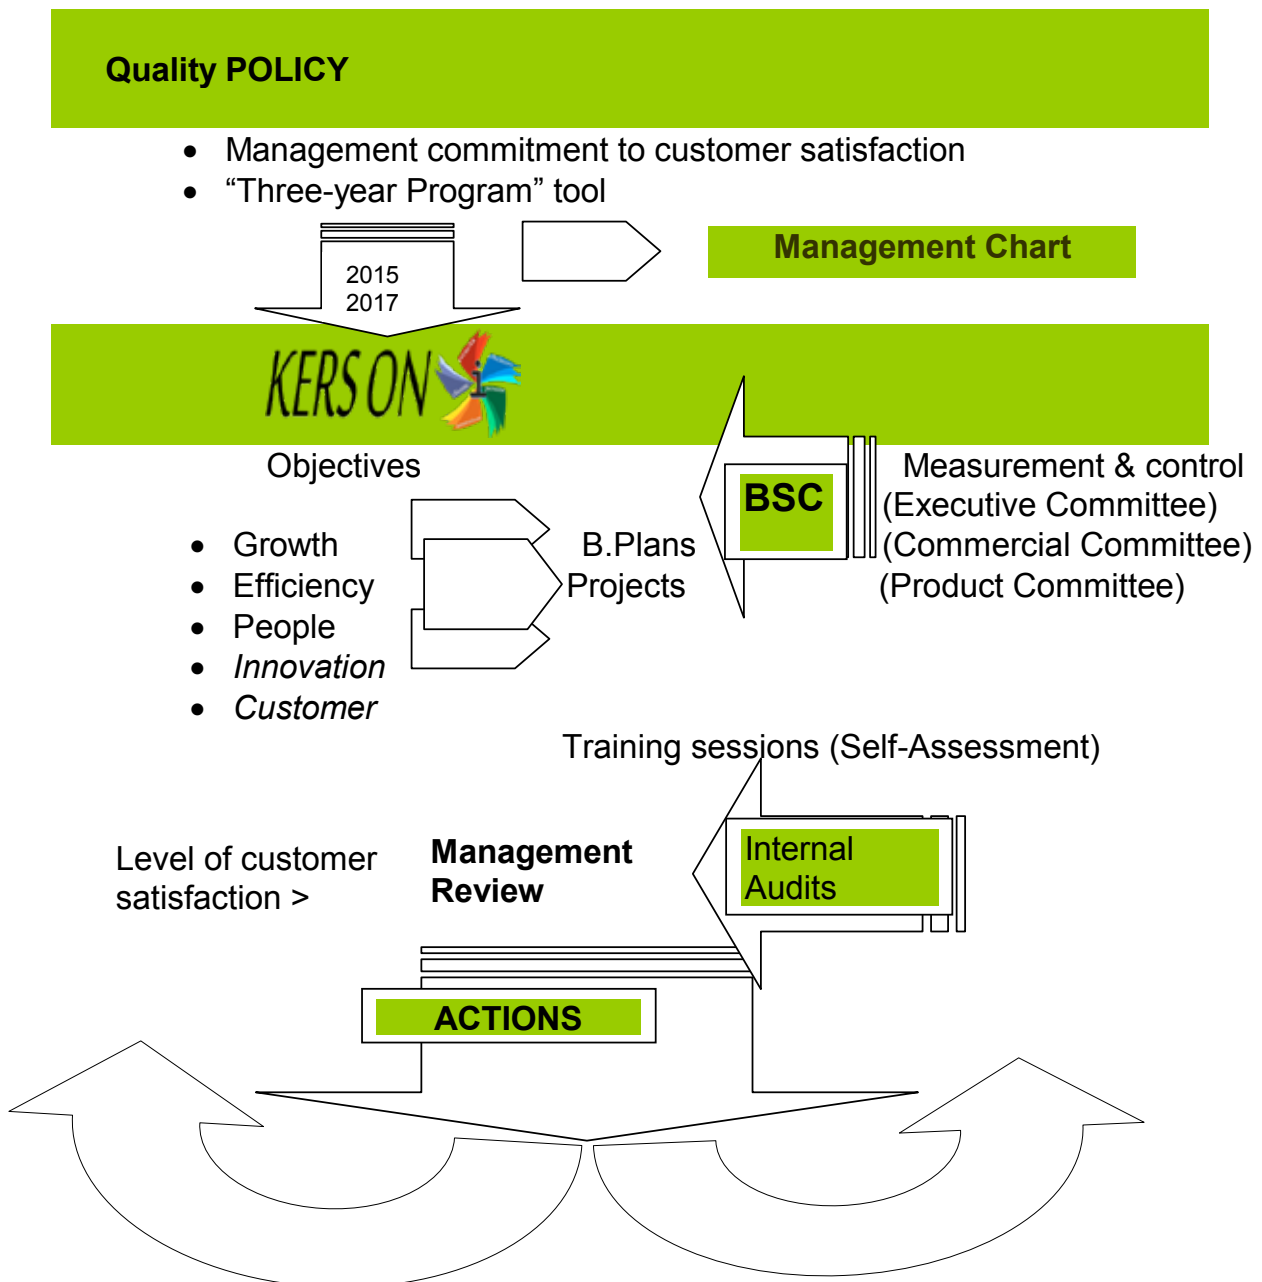 Quality POLICY
• Management commitment to customer satisfaction
• “Three-year Program” tool
Management Chart
2015
2017
KERS ON i
Objectives
Measurement & control
BSC
(Executive Committee)
• Growth
B.Plans
(Commercial Committee)
• Efficiency
Projects
(Product Committee)
• People
• Innovation
• Customer
Training sessions (Self-Assessment)
Level of customer
satisfaction >
Management
Review
Internal
Audits
ACTIONS